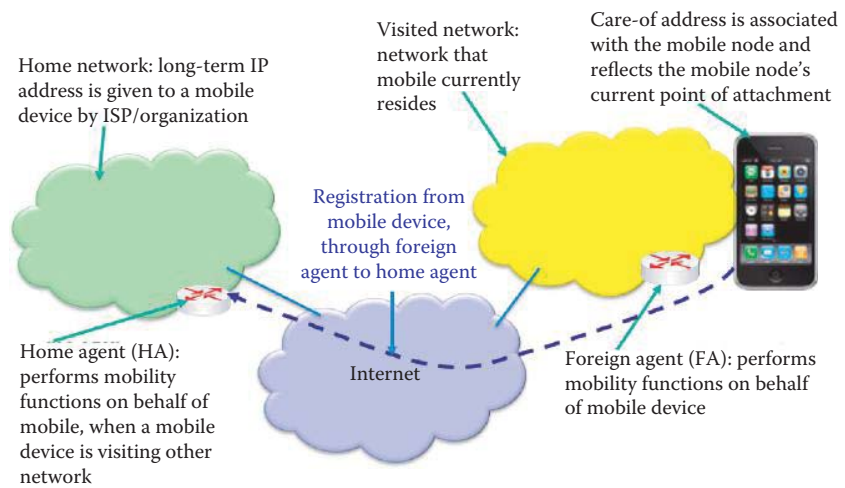 Home network: long-term IP
address is given to a mobile
device by ISP/organization
Visited network:
network that
mobile currently
resides
Care-of address is associated
with the mobile node and
reflects the mobile node's
current point of attachment
Registration from
mobile device,
through foreign
agent to home agent
Home agent (HA):
performs mobility
functions on behalf of
mobile, when a mobile
device is visiting other
network
Internet
Foreign agent (FA): performs
mobility functions on behalf
of mobile device